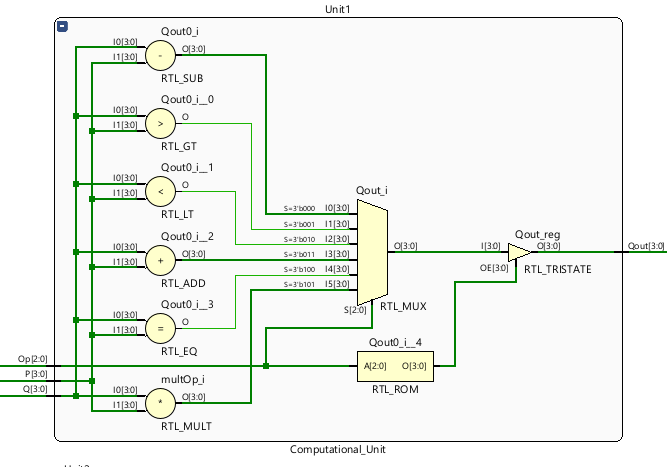 Unit1
Qout0_i
I0[3:0]
I1[3:0]
-
O[3:0]
RTL_SUB
Qout0_i__0
I0[3:0]
I1[3:0]
>
O
RTL_GT
Qout0_i__1
I0[3:0]
I1[3:0]
<
O
RTL_LT
Qout0_i__2
I0[3:0]
I1[3:0]
+
O[3:0]
RTL_ADD
Qout0_i__3
I0[3:0]
I1[3:0]
=
O
RTL_EQ
multOp_i
I0[3:0]
I1[3:0]
*
O[3:0]
RTL_MULT
Op[2:0]
P[3:0]
Q[3:0]
Qout_i
S=3'b000 I0[3:0]
S=3'b001 I1[3:0]
S=3'b010 I2[3:0]
S=3'b011 I3[3:0]
S=3'b100 I4[3:0]
S=3'b101 I5[3:0]
S[2:0]
O[3:0]
RTL_MUX
Qout0_i__4
A[2:0] O[3:0]
RTL_ROM
Qout_reg
I[3:0]
OE[3:0]
O[3:0]
RTL_TRISTATE
Qout[3:0]
Computational_Unit